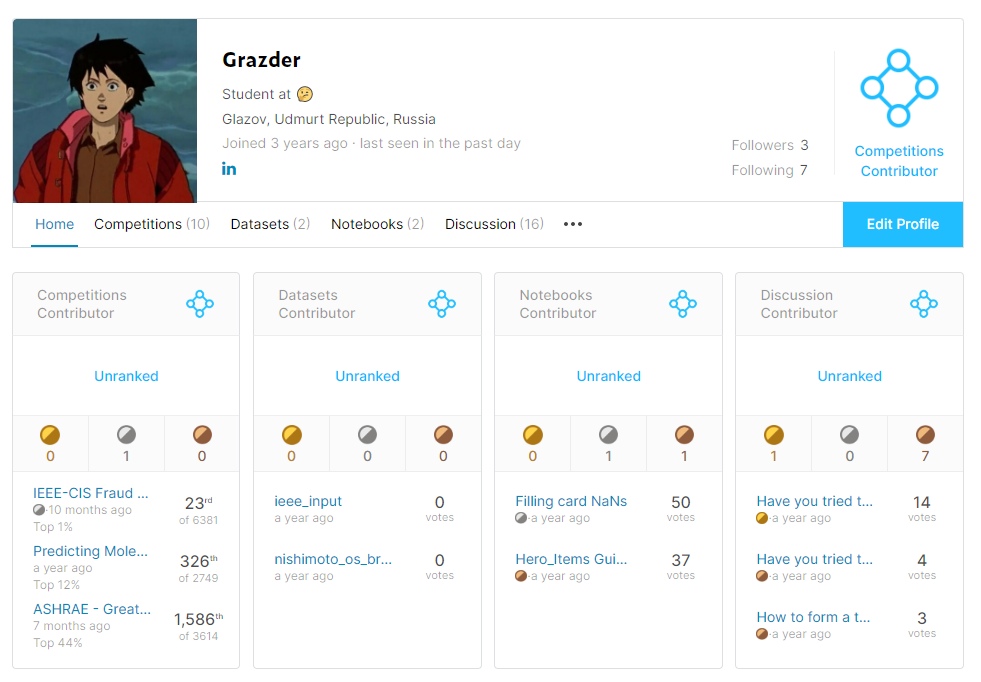 Grazder
Student at 🤔
Glazov, Udmurt Republic, Russia
Joined 3 years ago · last seen in the past day
in
Followers 3
Following 7
Competitions
Contributor
Home Competitions (10) Datasets (2) Notebooks (2) Discussion (16) •••
Edit Profile
Competitions
Contributor
Unranked
0 1 0
IEEE-CIS Fraud ...
·10 months ago
Top 1%
23rd
of 6381
Predicting Mole...
a year ago
Top 12%
326th
of 2749
ASHRAE - Great...
7 months ago
Top 44%
1,586th
of 3614
Datasets
Contributor
Unranked
0 0 0
ieee_input
a year ago
0
votes
nishimoto_os_br...
a year ago
0
votes
Notebooks
Contributor
Unranked
0 1 1
Filling card NaNs
·a year ago
50
votes
Hero_Items Gui...
·a year ago
37
votes
Discussion
Contributor
Unranked
1 0 7
Have you tried t...
·a year ago
14
votes
Have you tried t...
·a year ago
4
votes
How to form a t...
·a year ago
3
votes